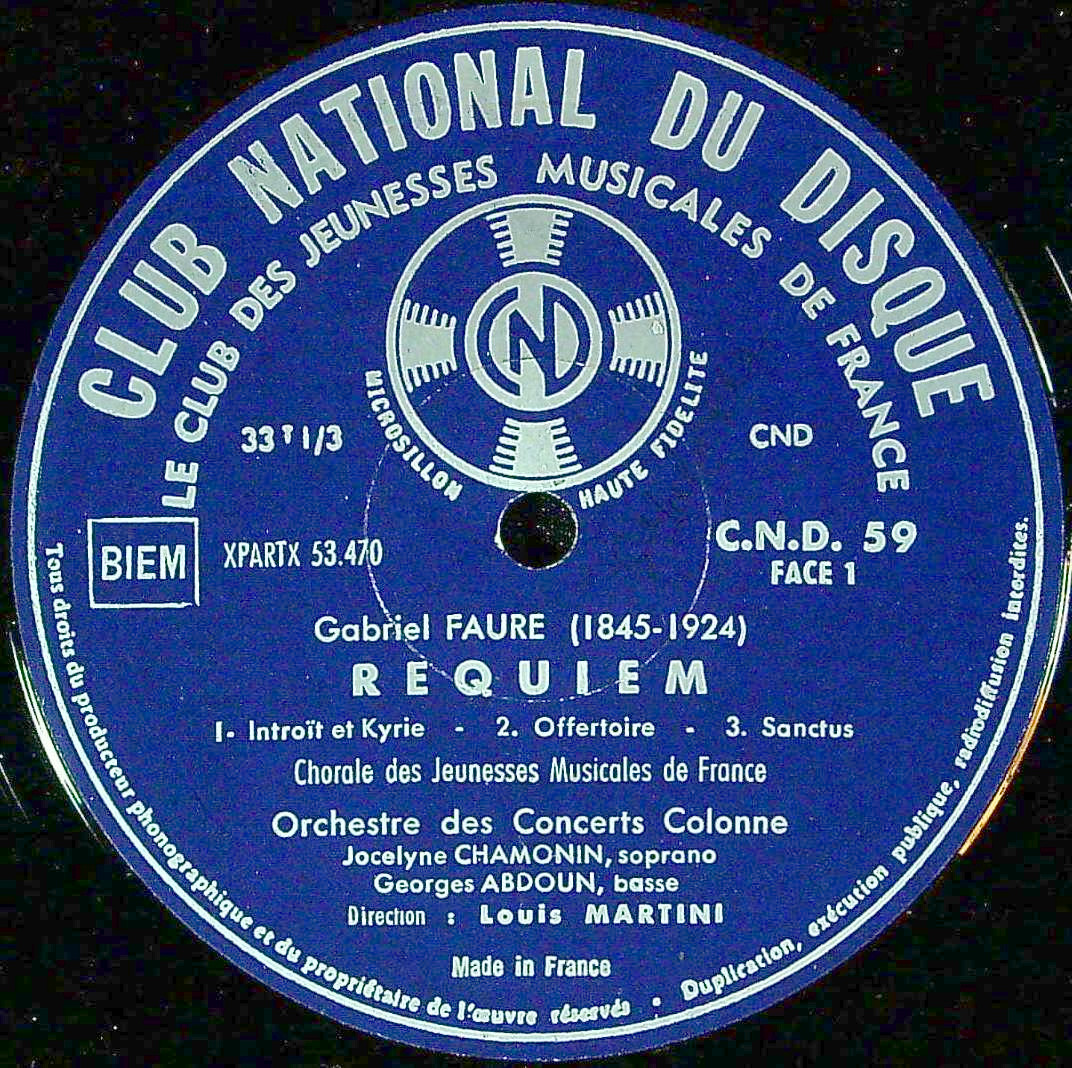 CLUB NATIONAL DU DISQUE
LE CLUB DES JEUNESSES MUSICALES DE FRANCE
N
MICROSILLON HAUTE FIDELITE
33 T 1/3
CND
BIEM
XPARTX 53.470
C.N.D. 59
FACE 1
Gabriel FAURE (1845-1924)
REQUIEM
1- Introït et Kyrie - 2. Offertoire - 3. Sanctus
Chorale des Jeunesses Musicales de France
Orchestre des Concerts Colonne
Jocelyne CHAMONIN, soprano
Georges ABDOUN, basse
Direction : Louis MARTINI
Made in France
Tous droits du producteur phonographique et du propriétaire de l'œuvre réservés • Duplication, exécution publique, radiodiffusion interdites.